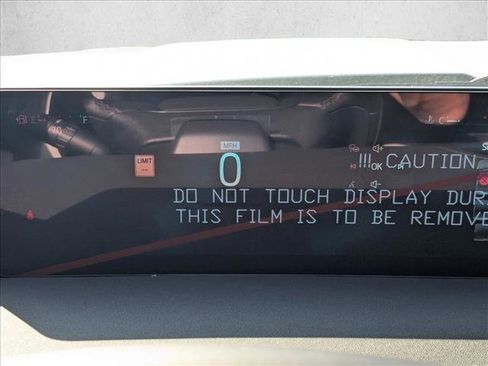 F
MPH
LIMIT
--
0
!!! CAUTION
OK
DO NOT TOUCH DISPLAY DUR
THIS FILM IS TO BE REMOVE